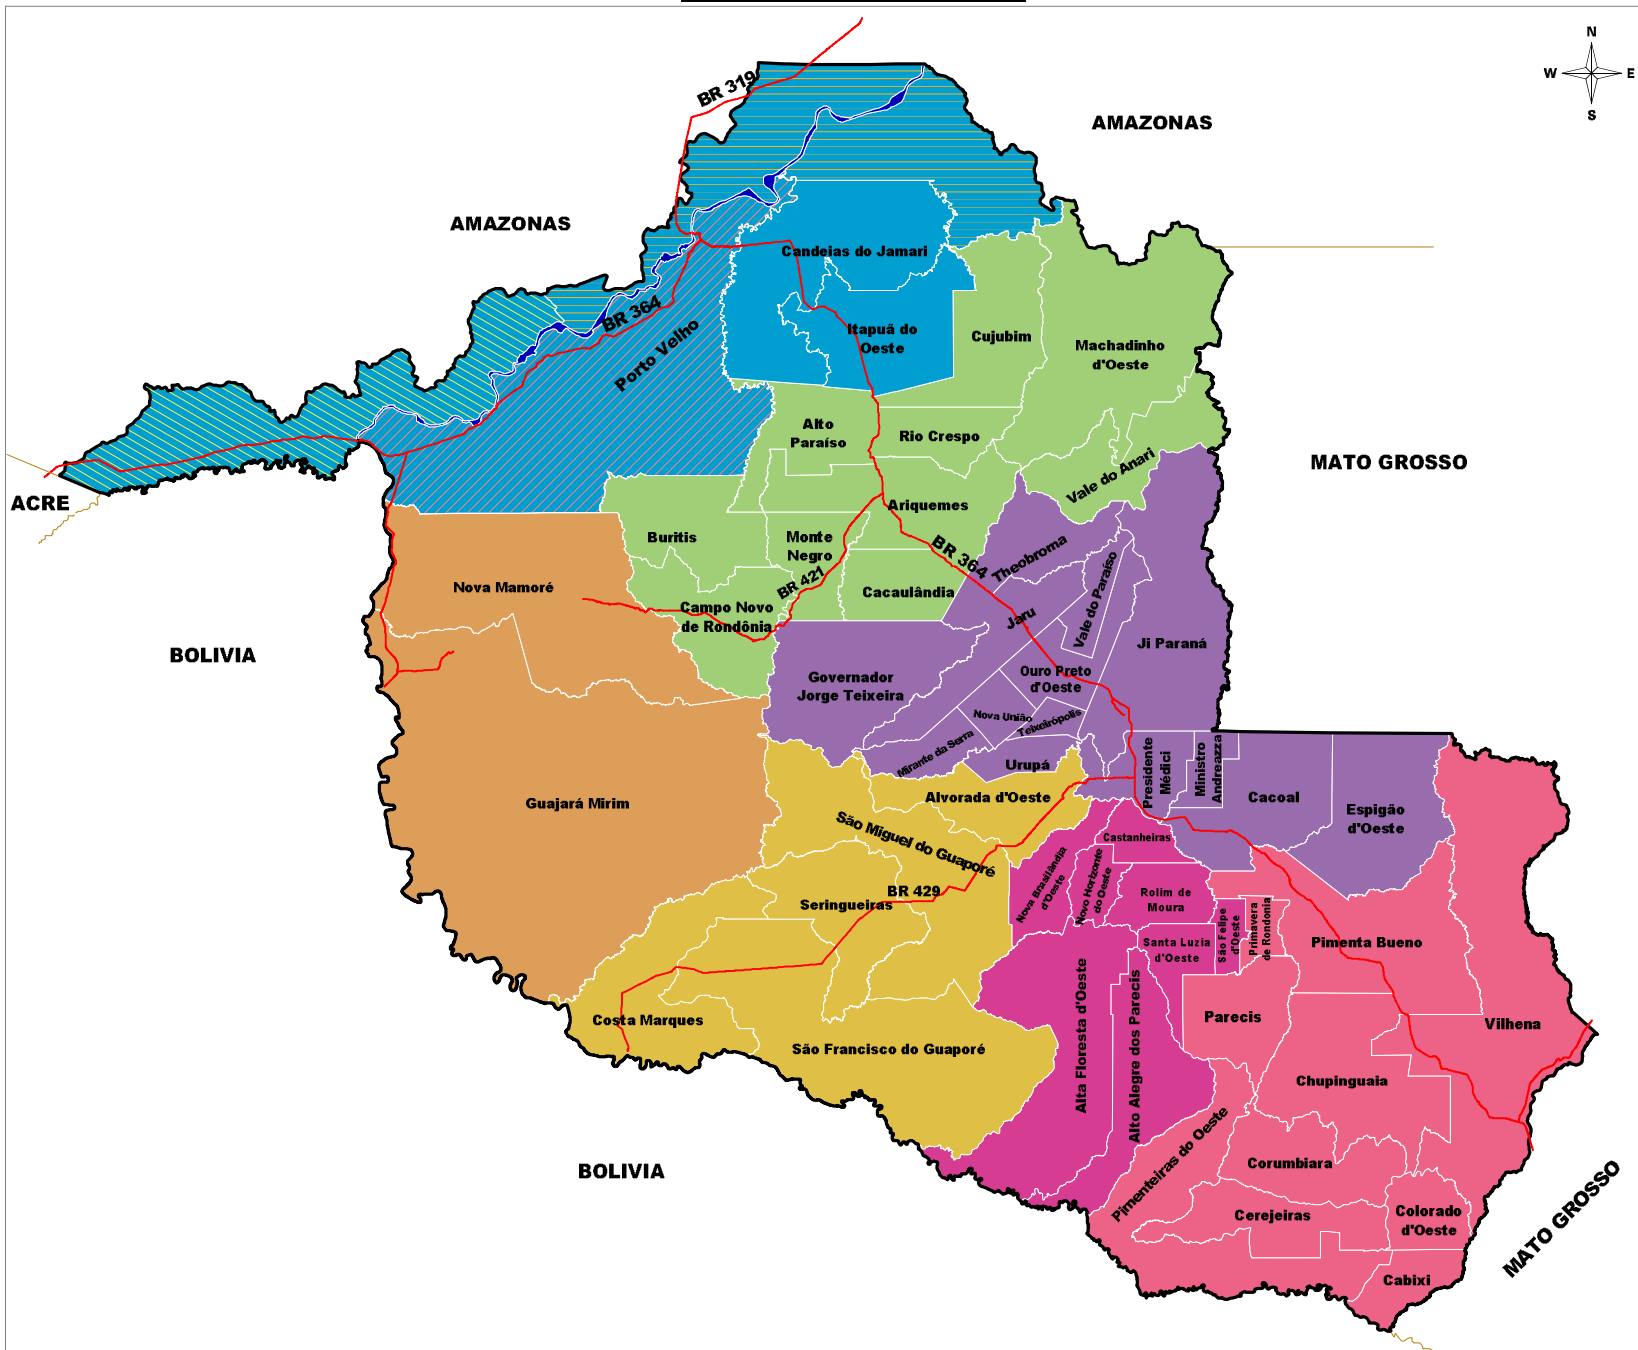 N
W E
S
BR 319
AMAZONAS
AMAZONAS
Candeias do Jamari
BR 364
Porto Velho
Itapuã do
Oeste
Cujubim
Machadinho
d'Oeste
Alto
Paraíso
Rio Crespo
Vale do Anari
MATO GROSSO
ACRE
Ariquemes
Buritis
Monte
Negro
BR 364
Theobroma
Nova Mamoré
BR 421
Cacaulândia
Campo Novo
de Rondônia
Jaru
Vale do Paraíso
Ji Paraná
BOLIVIA
Governador
Jorge Teixeira
Ouro Preto
d'Oeste
Nova União
Teixeirópolis
Mirante da Serra
Urupá
Presidente
Médici
Ministro
Andreazza
Guajará Mirim
Alvorada d'Oeste
Cacoal
Espigão
d'Oeste
São Miguel do Guaporé
Castanheiras
Nova Brasilândia
d'Oeste
Novo Horizonte
do Oeste
BR 429
Seringueiras
Rolim de
Moura
São Felipe
d'Oeste
Primavera
de Rondonia
Santa Luzia
d'Oeste
Pimenta Bueno
Costa Marques
São Francisco do Guaporé
Alta Floresta d'Oeste
Alto Alegre dos Parecis
Parecis
Vilhena
Chupinguaia
Pimenteiras do Oeste
Corumbiara
BOLIVIA
Cerejeiras
Colorado
d'Oeste
MATO GROSSO
Cabixi